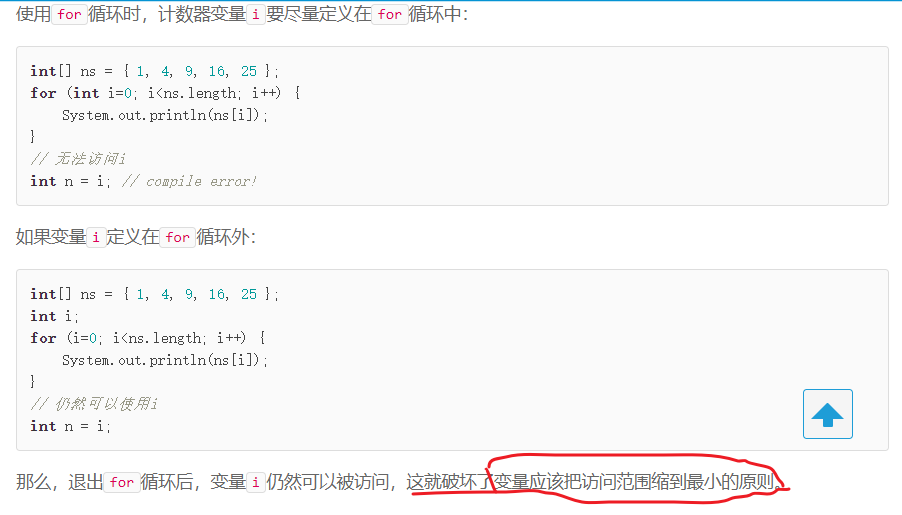 使用for循环时，计数器变量i要尽量定义在for循环中：
int[] ns = { 1, 4, 9, 16, 25 };
for (int i=0; i<ns.length; i++) {
    System.out.println(ns[i]);
}
// 无法访问i
int n = i; // compile error!
如果变量i定义在for循环外：
int[] ns = { 1, 4, 9, 16, 25 };
int i;
for (i=0; i<ns.length; i++) {
    System.out.println(ns[i]);
}
// 仍然可以使用i
int n = i;
那么，退出for循环后，变量i仍然可以被访问，这就破坏了变量应该把访问范围缩到最小的原则。